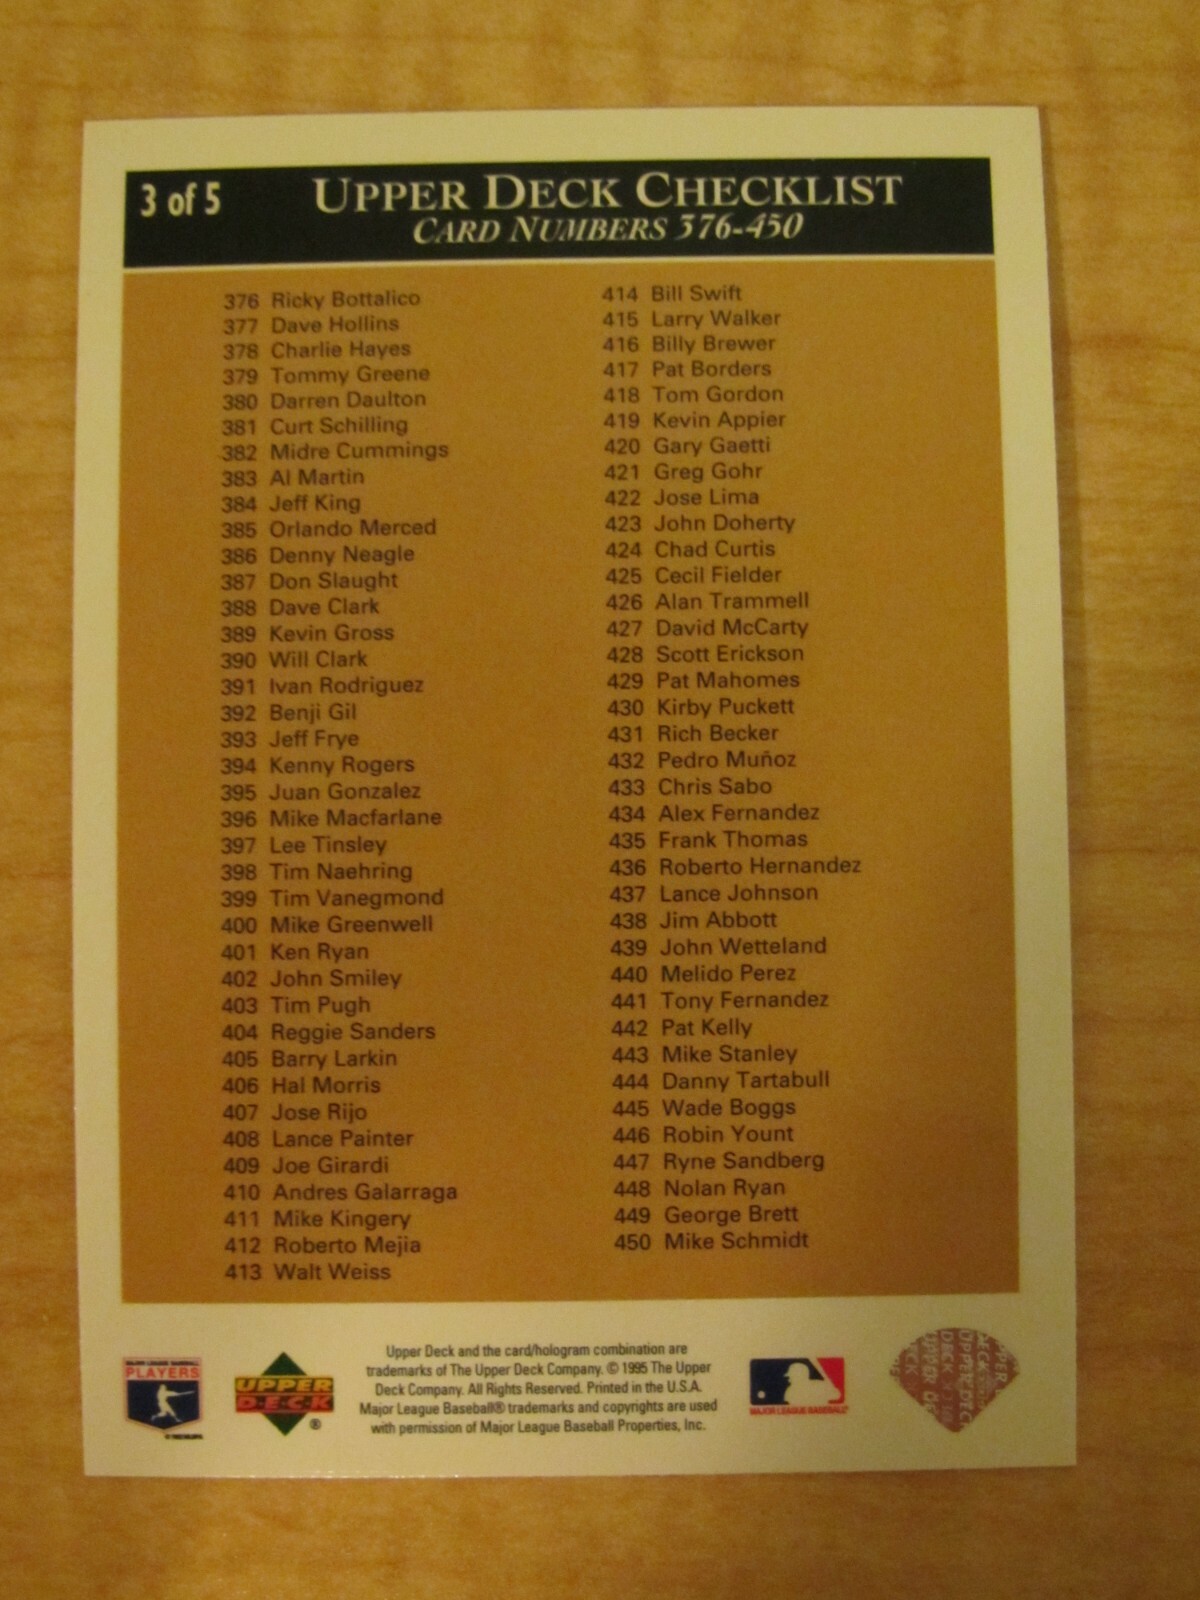 3 of 5
UPPER DECK CHECKLIST
CARD NUMBERS 376-450
376 Ricky Bottalico
377 Dave Hollins
378 Charlie Hayes
379 Tommy Greene
380 Darren Daulton
381 Curt Schilling
382 Midre Cummings
383 Al Martin
384 Jeff King
385 Orlando Merced
386 Denny Neagle
387 Don Slaught
388 Dave Clark
389 Kevin Gross
390 Will Clark
391 Ivan Rodriguez
392 Benji Gil
393 Jeff Frye
394 Kenny Rogers
395 Juan Gonzalez
396 Mike Macfarlane
397 Lee Tinsley
398 Tim Naehring
399 Tim Vanegmond
400 Mike Greenwell
401 Ken Ryan
402 John Smiley
403 Tim Pugh
404 Reggie Sanders
405 Barry Larkin
406 Hal Morris
407 Jose Rijo
408 Lance Painter
409 Joe Girardi
410 Andres Galarraga
411 Mike Kingery
412 Roberto Mejia
413 Walt Weiss
414 Bill Swift
415 Larry Walker
416 Billy Brewer
417 Pat Borders
418 Tom Gordon
419 Kevin Appier
420 Gary Gaetti
421 Greg Gohr
422 Jose Lima
423 John Doherty
424 Chad Curtis
425 Cecil Fielder
426 Alan Trammell
427 David McCarty
428 Scott Erickson
429 Pat Mahomes
430 Kirby Puckett
431 Rich Becker
432 Pedro Muñoz
433 Chris Sabo
434 Alex Fernandez
435 Frank Thomas
436 Roberto Hernandez
437 Lance Johnson
438 Jim Abbott
439 John Wetteland
440 Melido Perez
441 Tony Fernandez
442 Pat Kelly
443 Mike Stanley
444 Danny Tartabull
445 Wade Boggs
446 Robin Yount
447 Ryne Sandberg
448 Nolan Ryan
449 George Brett
450 Mike Schmidt
MAJOR LEAGUE BASEBALL
PLAYERS
UPPER
DECK
®
Upper Deck and the card/hologram combination are
trademarks of The Upper Deck Company. © 1995 The Upper
Deck Company. All Rights Reserved. Printed in the U.S.A.
Major League Baseball® trademarks and copyrights are used
with permission of Major League Baseball Properties, Inc.
MAJOR LEAGUE BASEBALL
UPPER DECK